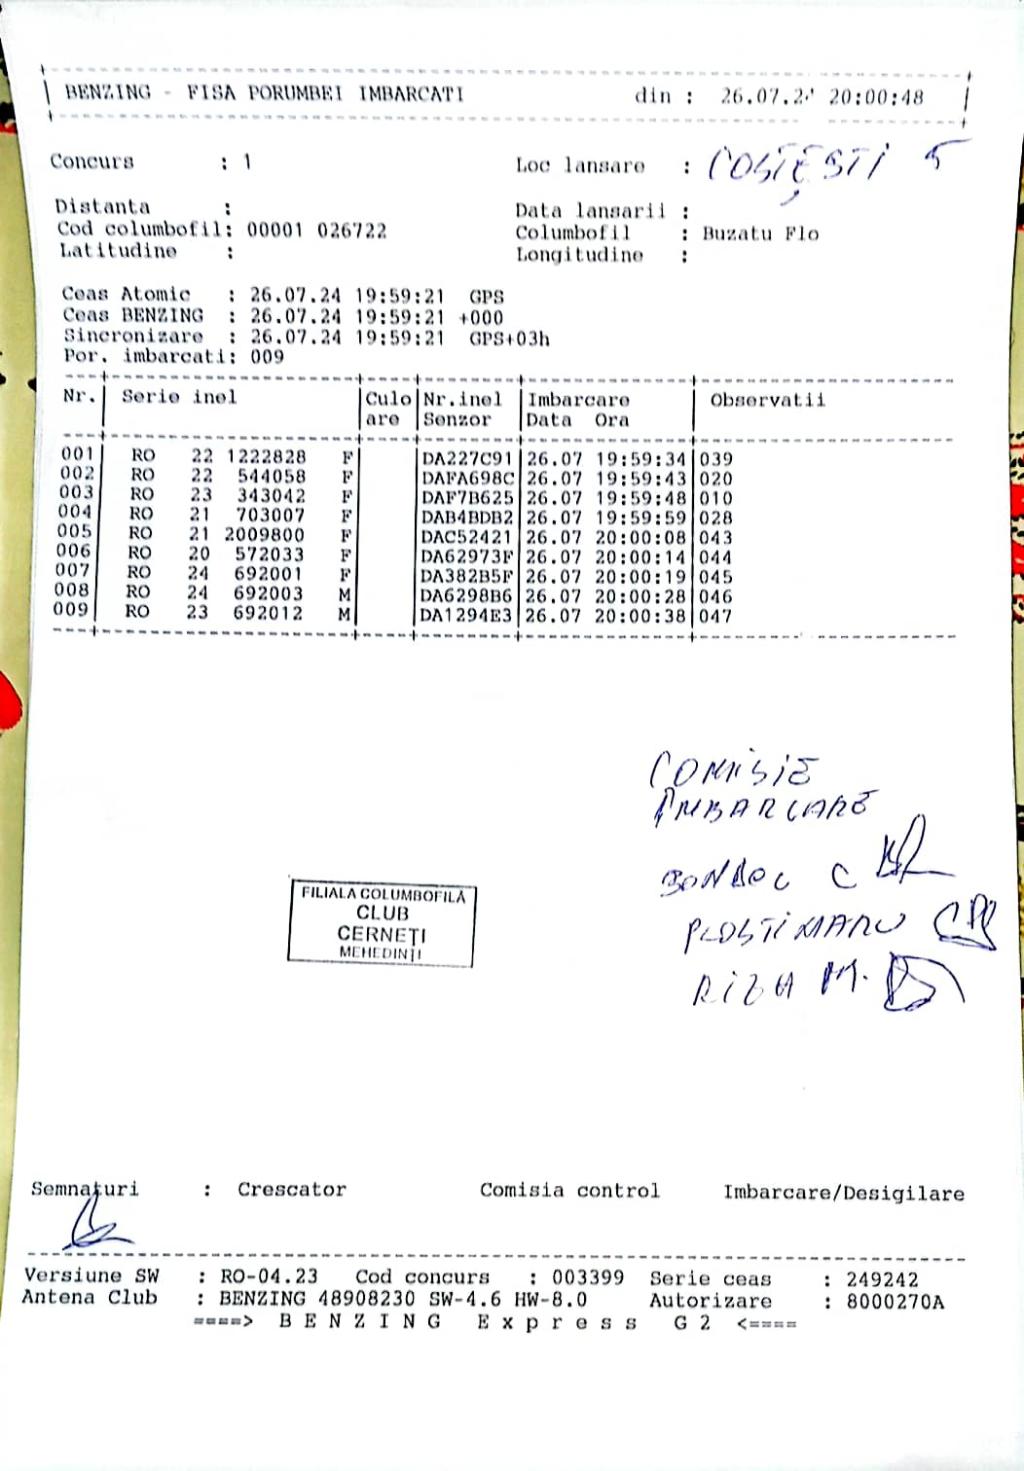 BENZING - FISA PORUMBEI IMBARCATI din : 26.07.2 20:00:48
Concurs : 1 Loc lansare : COSTEȘTI 5
Distanta : Data lansarii :
Cod columbofil: 00001 026722 Columbofil : Buzatu Flo
Latitudine : Longitudine :
Ceas Atomic : 26.07.24 19:59:21 GPS
Ceas BENZING : 26.07.24 19:59:21 +000
Sincronizare : 26.07.24 19:59:21 GPS+03h
Por. imbarcati: 009
Nr. Serie inel Culo Nr.inel Imbarcare Observatii
are Senzor Data Ora
001 RO 22 1222828 F DA227C91 26.07 19:59:34 039
002 RO 22 544058 F DAFA698C 26.07 19:59:43 020
003 RO 23 343042 F DAF7B625 26.07 19:59:48 010
004 RO 21 703007 F DAB4BDB2 26.07 19:59:59 028
005 RO 21 2009800 F DAC52421 26.07 20:00:08 043
006 RO 20 572033 F DA62973F 26.07 20:00:14 044
007 RO 24 692001 F DA382B5F 26.07 20:00:19 045
008 RO 24 692003 M DA6298B6 26.07 20:00:28 046
009 RO 23 692012 M DA1294E3 26.07 20:00:38 047
COMISIE
IMBARCARE
BONDOC C
PLOSTINARU
RIZA M.
FILIALA COLUMBOFILĂ
CLUB
CERNEȚI
MEHEDINȚI
Semnaturi : Crescator Comisia control Imbarcare/Desigilare
Versiune SW : RO-04.23 Cod concurs : 003399 Serie ceas : 249242
Antena Club : BENZING 48908230 SW-4.6 HW-8.0 Autorizare : 8000270A
====> B E N Z I N G E x p r e s s G 2 <====